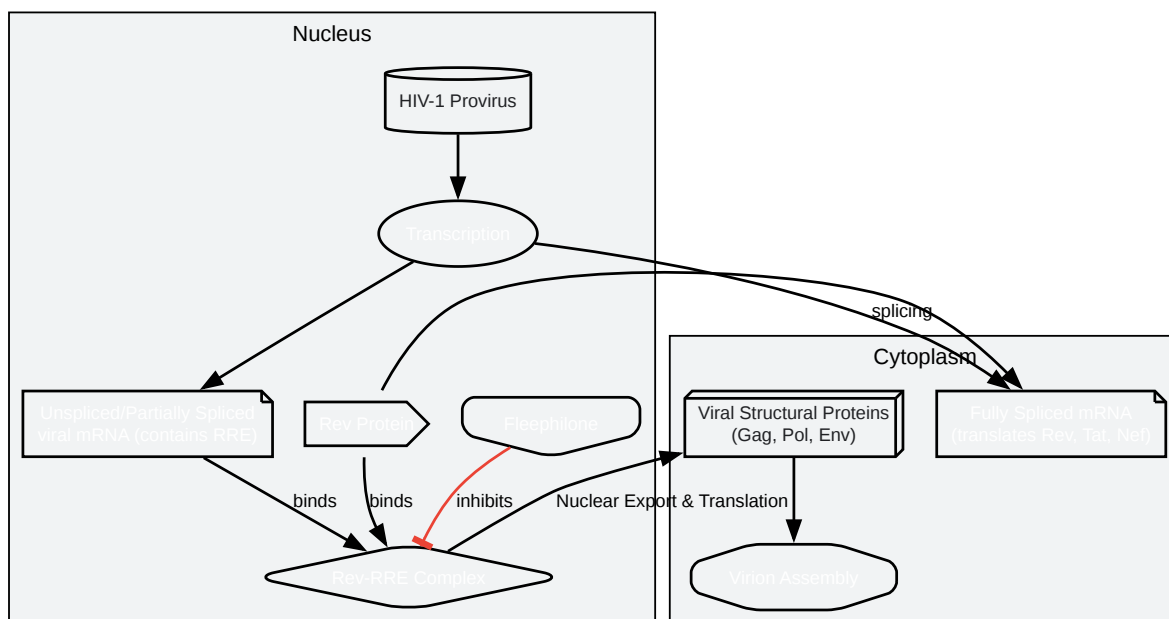 Nucleus
HIV-1 Provirus
Transcription
splicing
Cytoplasm
Unspliced/Partially Spliced
viral mRNA (contains RRE)
Rev Protein
Fleephilone
Viral Structural Proteins
(Gag, Pol, Env)
Fully Spliced mRNA
(translates Rev, Tat, Nef)
binds
binds
inhibits
Nuclear Export & Translation
Rev-RRE Complex
Virion Assembly